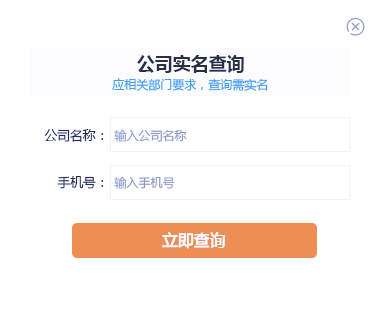 公司实名查询
应相关部门要求，查询需实名
公司名称： 输入公司名称
手机号： 输入手机号
立即查询